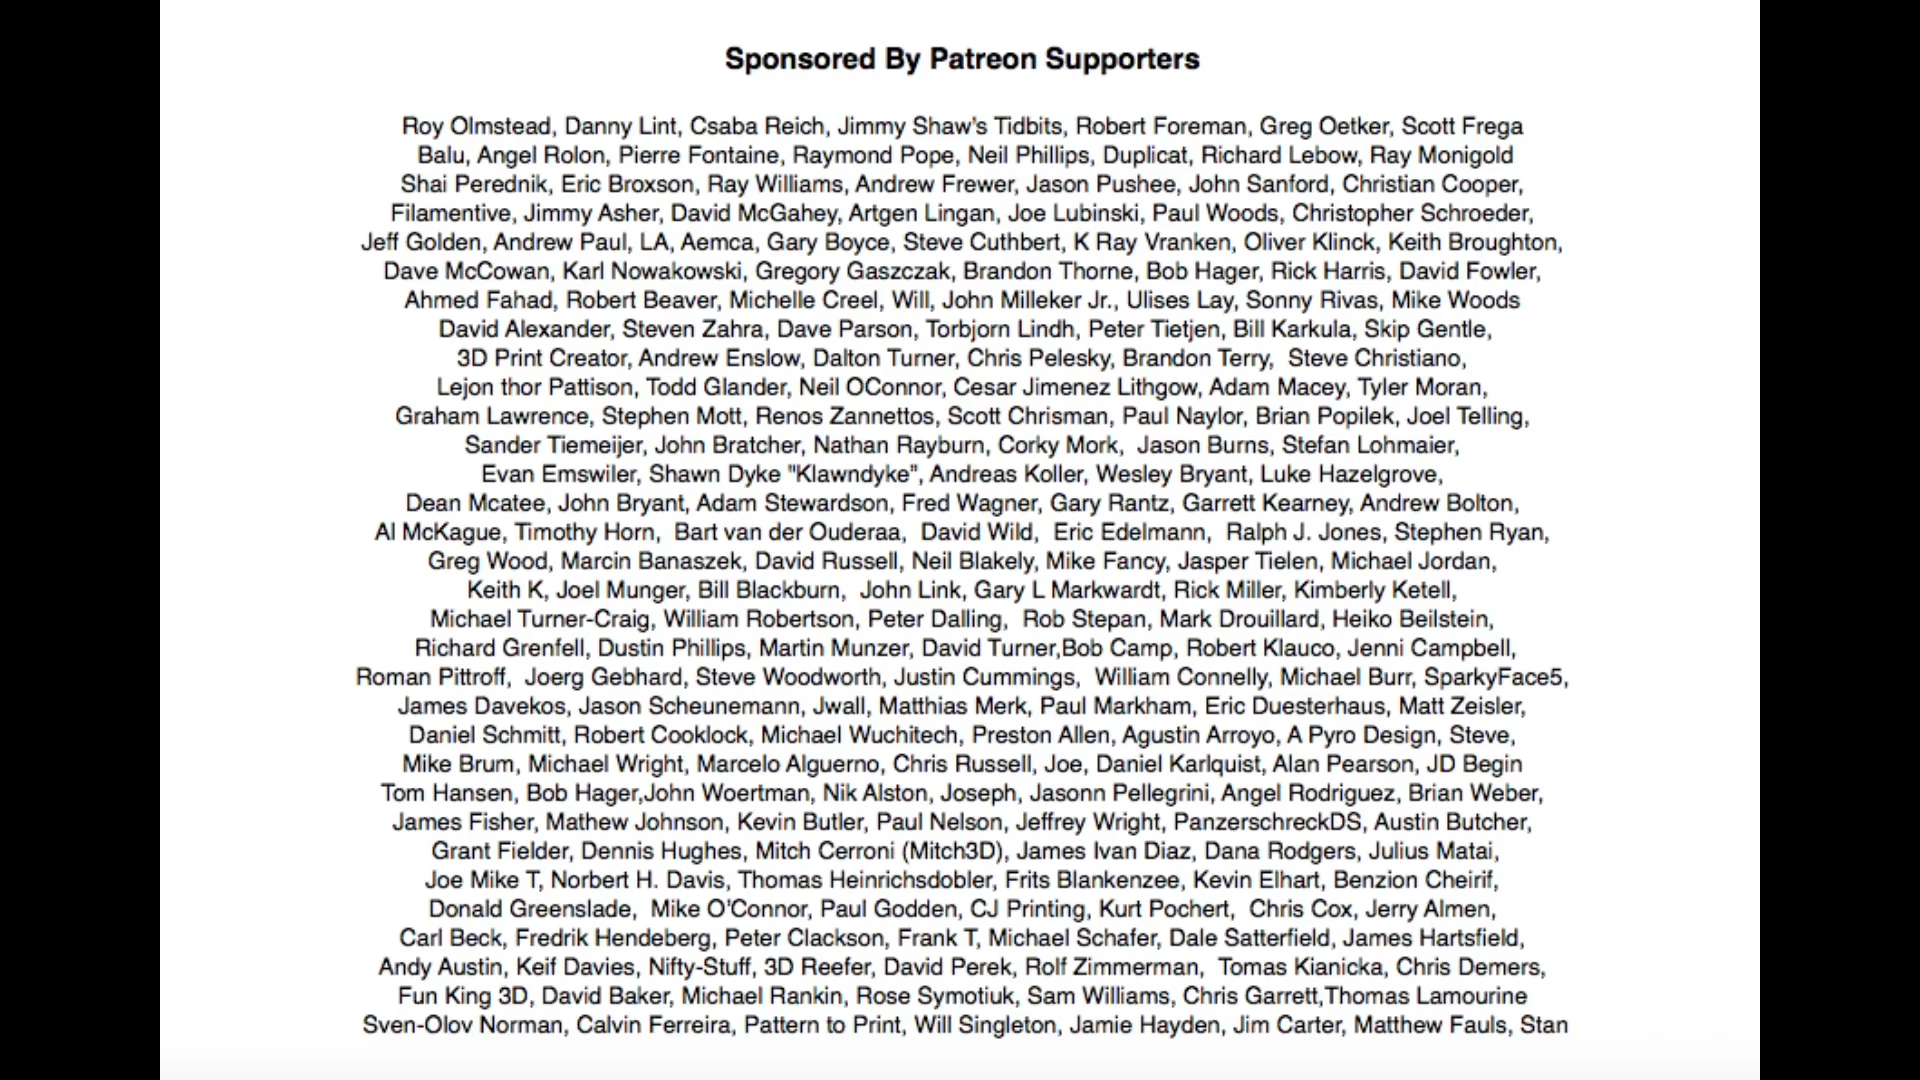 Sponsored By Patreon Supporters
Roy Olmstead, Danny Lint, Csaba Reich, Jimmy Shaw's Tidbits, Robert Foreman, Greg Oetker, Scott Frega
Balu, Angel Rolon, Pierre Fontaine, Raymond Pope, Neil Phillips, Duplicat, Richard Lebow, Ray Monigold
Shai Perednik, Eric Broxson, Ray Williams, Andrew Frewer, Jason Pushee, John Sanford, Christian Cooper,
Filamentive, Jimmy Asher, David McGahey, Artgen Lingan, Joe Lubinski, Paul Woods, Christopher Schroeder,
Jeff Golden, Andrew Paul, LA, Aemca, Gary Boyce, Steve Cuthbert, K Ray Vranken, Oliver Klinck, Keith Broughton,
Dave McCowan, Karl Nowakowski, Gregory Gaszczak, Brandon Thorne, Bob Hager, Rick Harris, David Fowler,
Ahmed Fahad, Robert Beaver, Michelle Creel, Will, John Milleker Jr., Ulises Lay, Sonny Rivas, Mike Woods
David Alexander, Steven Zahra, Dave Parson, Torbjorn Lindh, Peter Tietjen, Bill Karkula, Skip Gentle,
3D Print Creator, Andrew Enslow, Dalton Turner, Chris Pelesky, Brandon Terry,  Steve Christiano,
Lejon thor Pattison, Todd Glander, Neil OConnor, Cesar Jimenez Lithgow, Adam Macey, Tyler Moran,
Graham Lawrence, Stephen Mott, Renos Zannettos, Scott Chrisman, Paul Naylor, Brian Popilek, Joel Telling,
Sander Tiemeijer, John Bratcher, Nathan Rayburn, Corky Mork,  Jason Burns, Stefan Lohmaier,
Evan Emswiler, Shawn Dyke "Klawndyke", Andreas Koller, Wesley Bryant, Luke Hazelgrove,
Dean Mcatee, John Bryant, Adam Stewardson, Fred Wagner, Gary Rantz, Garrett Kearney, Andrew Bolton,
Al McKague, Timothy Horn,  Bart van der Ouderaa,  David Wild,  Eric Edelmann,  Ralph J. Jones, Stephen Ryan,
Greg Wood, Marcin Banaszek, David Russell, Neil Blakely, Mike Fancy, Jasper Tielen, Michael Jordan,
Keith K, Joel Munger, Bill Blackburn,  John Link, Gary L Markwardt, Rick Miller, Kimberly Ketell,
Michael Turner-Craig, William Robertson, Peter Dalling,  Rob Stepan, Mark Drouillard, Heiko Beilstein,
Richard Grenfell, Dustin Phillips, Martin Munzer, David Turner,Bob Camp, Robert Klauco, Jenni Campbell,
Roman Pittroff,  Joerg Gebhard, Steve Woodworth, Justin Cummings,  William Connelly, Michael Burr, SparkyFace5,
James Davekos, Jason Scheunemann, Jwall, Matthias Merk, Paul Markham, Eric Duesterhaus, Matt Zeisler,
Daniel Schmitt, Robert Cooklock, Michael Wuchitech, Preston Allen, Agustin Arroyo, A Pyro Design, Steve,
Mike Brum, Michael Wright, Marcelo Alguerno, Chris Russell, Joe, Daniel Karlquist, Alan Pearson, JD Begin
Tom Hansen, Bob Hager,John Woertman, Nik Alston, Joseph, Jasonn Pellegrini, Angel Rodriguez, Brian Weber,
James Fisher, Mathew Johnson, Kevin Butler, Paul Nelson, Jeffrey Wright, PanzerschreckDS, Austin Butcher,
Grant Fielder, Dennis Hughes, Mitch Cerroni (Mitch3D), James Ivan Diaz, Dana Rodgers, Julius Matai,
Joe Mike T, Norbert H. Davis, Thomas Heinrichsdobler, Frits Blankenzee, Kevin Elhart, Benzion Cheirif,
Donald Greenslade,  Mike O'Connor, Paul Godden, CJ Printing, Kurt Pochert,  Chris Cox, Jerry Almen,
Carl Beck, Fredrik Hendeberg, Peter Clackson, Frank T, Michael Schafer, Dale Satterfield, James Hartsfield,
Andy Austin, Keif Davies, Nifty-Stuff, 3D Reefer, David Perek, Rolf Zimmerman,  Tomas Kianicka, Chris Demers,
Fun King 3D, David Baker, Michael Rankin, Rose Symotiuk, Sam Williams, Chris Garrett,Thomas Lamourine
Sven-Olov Norman, Calvin Ferreira, Pattern to Print, Will Singleton, Jamie Hayden, Jim Carter, Matthew Fauls, Stan